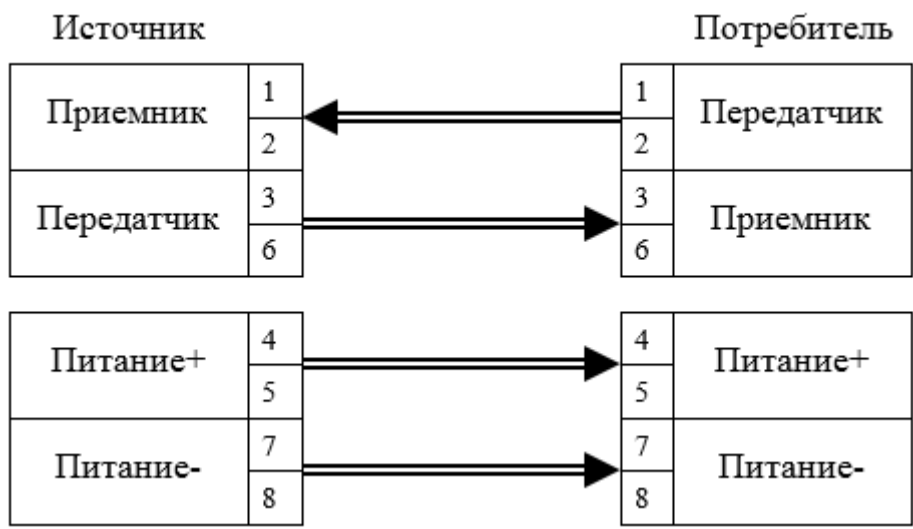 Источник Потребитель
Приемник 1 1 Передатчик
2 2
Передатчик 3 3 Приемник
6 6
Питание+ 4 4 Питание+
5 5
Питание- 7 7 Питание-
8 8